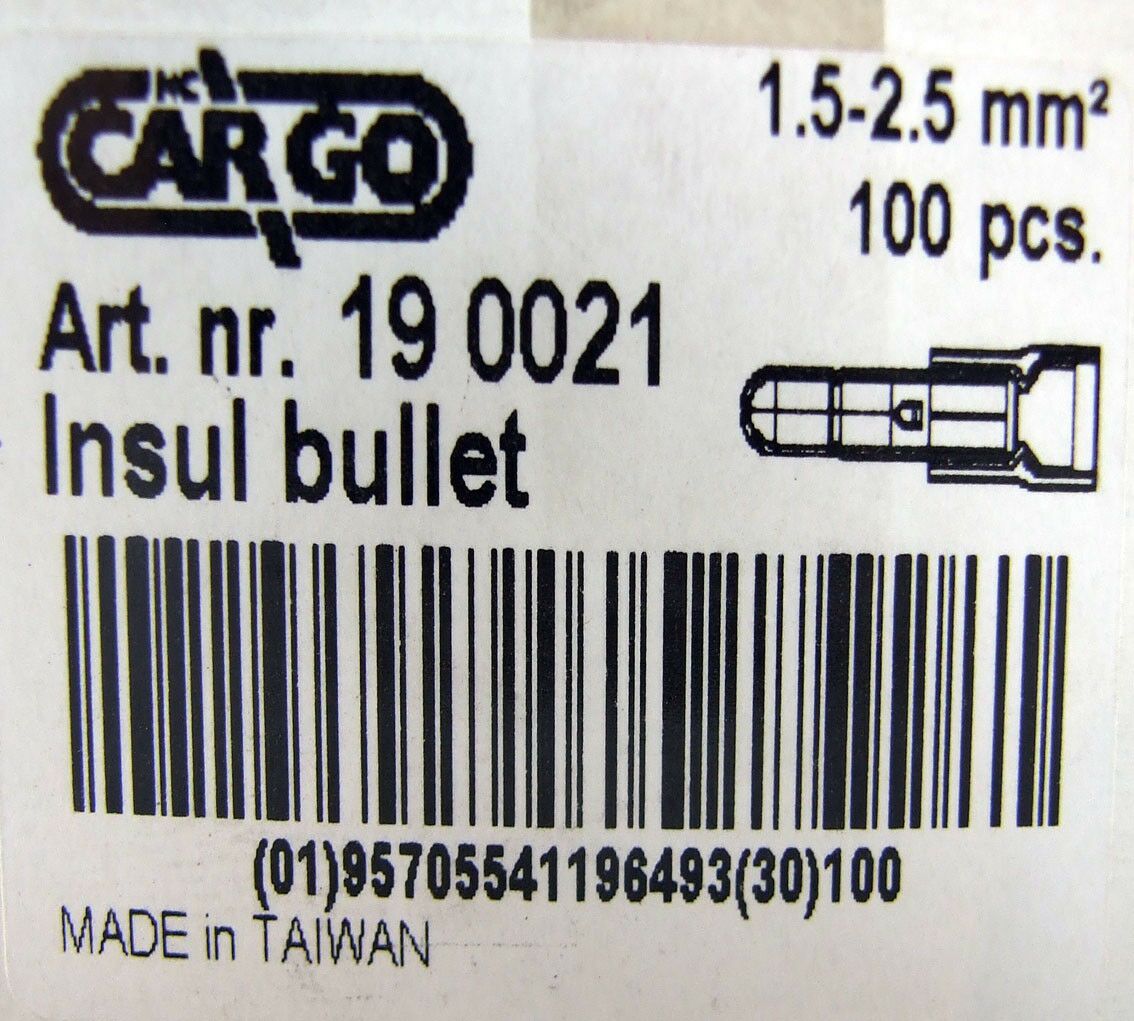 HC
CARGO
1.5-2.5 mm²
100 pcs.
Art. nr. 19 0021
Insul bullet
(01)95705541196493(30)100
MADE in TAIWAN